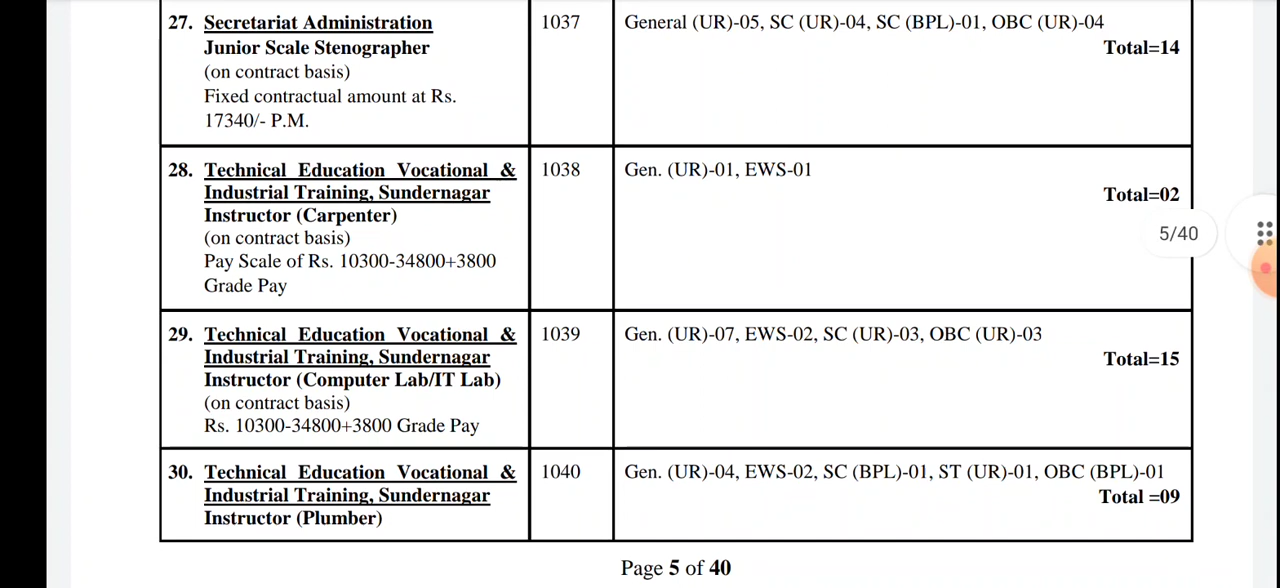 27. Secretariat Administration 1037 General (UR)-05, SC (UR)-04, SC (BPL)-01, OBC (UR)-04
Junior Scale Stenographer Total=14
(on contract basis)
Fixed contractual amount at Rs.
17340/- P.M.
28. Technical Education Vocational & 1038 Gen. (UR)-01, EWS-01
Industrial Training, Sundernagar Total=02
Instructor (Carpenter)
(on contract basis) 5/40
Pay Scale of Rs. 10300-34800+3800
Grade Pay
29. Technical Education Vocational & 1039 Gen. (UR)-07, EWS-02, SC (UR)-03, OBC (UR)-03
Industrial Training, Sundernagar Total=15
Instructor (Computer Lab/IT Lab)
(on contract basis)
Rs. 10300-34800+3800 Grade Pay
30. Technical Education Vocational & 1040 Gen. (UR)-04, EWS-02, SC (BPL)-01, ST (UR)-01, OBC (BPL)-01
Industrial Training, Sundernagar Total =09
Instructor (Plumber)
Page 5 of 40